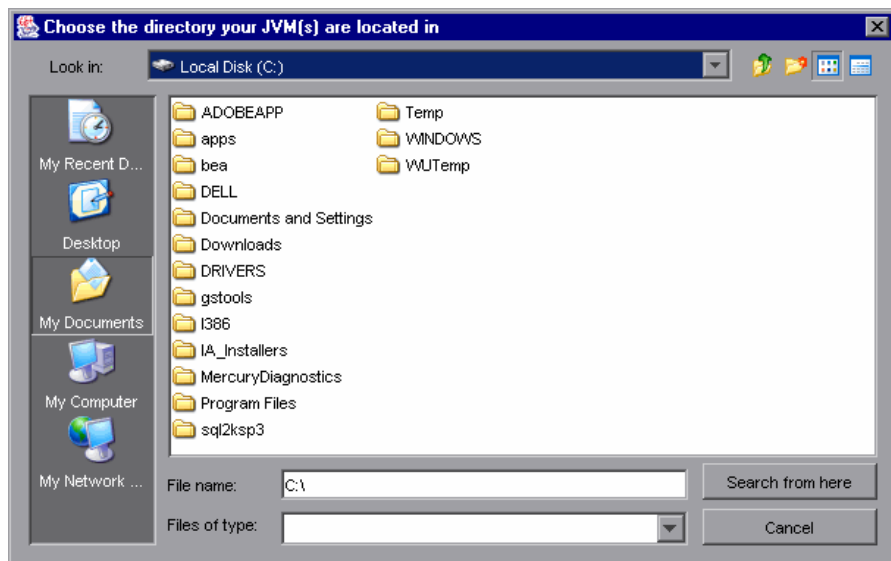 Choose the directory your JVM(s) are located in
Look in:
Local Disk (C:)
My Recent D...
Desktop
My Documents
My Computer
My Network ...
ADOBEAPP
apps
bea
DELL
Documents and Settings
Downloads
DRIVERS
gstools
I386
IA_Installers
MercuryDiagnostics
Program Files
sql2ksp3
Temp
WINDOWS
WUTemp
File name:
C:\
Search from here
Files of type:
Cancel